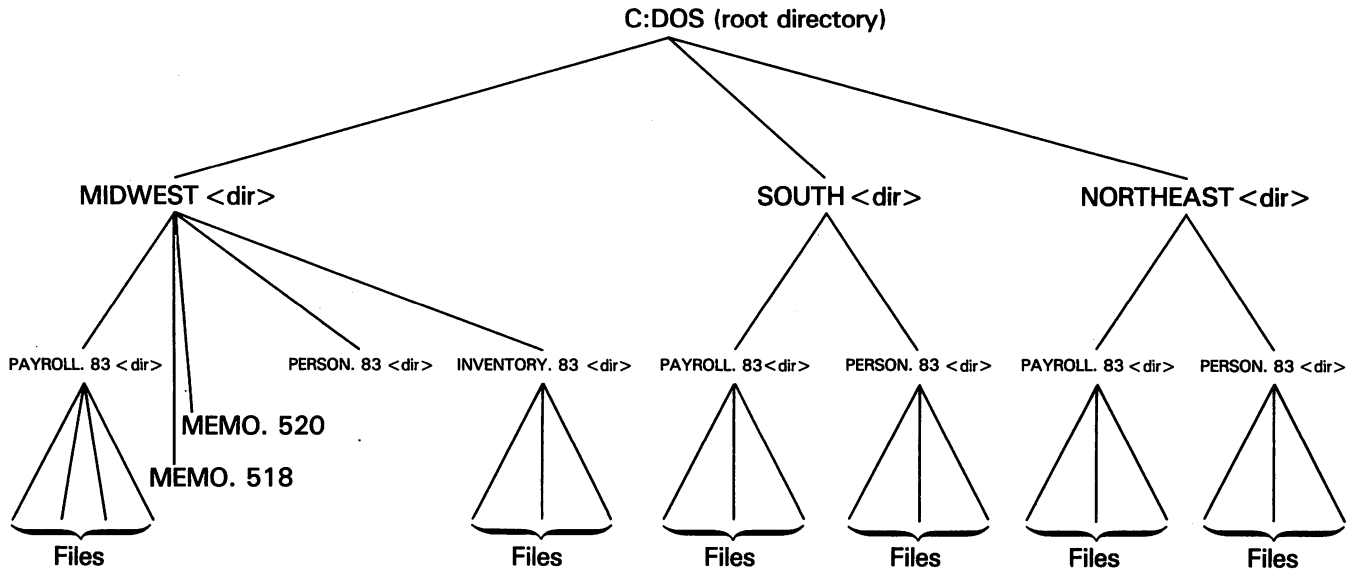 C:DOS (root directory)
MIDWEST <dir>
SOUTH <dir>
NORTHEAST <dir>
PAYROLL. 83 <dir>
PERSON. 83 <dir>
INVENTORY. 83 <dir>
PAYROLL. 83<dir>
PERSON. 83 <dir>
PAYROLL. 83 <dir>
PERSON. 83 <dir>
MEMO. 520
MEMO. 518
Files
Files
Files
Files
Files
Files